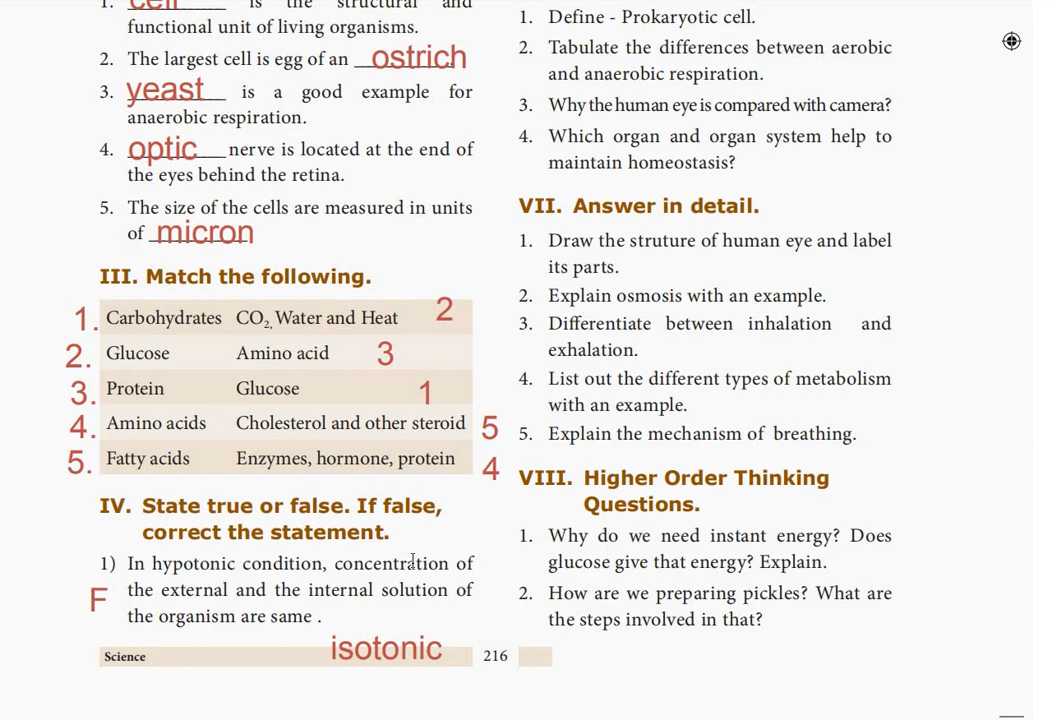 1. cell is the structural and
functional unit of living organisms.
2. The largest cell is egg of an ostrich
3. yeast is a good example for
anaerobic respiration.
4. optic nerve is located at the end of
the eyes behind the retina.
5. The size of the cells are measured in units
of micron
III. Match the following.
1. Carbohydrates CO2, Water and Heat 2
2. Glucose Amino acid 3
3. Protein Glucose 1
4. Amino acids Cholesterol and other steroid 5
5. Fatty acids Enzymes, hormone, protein 4
IV. State true or false. If false,
correct the statement.
1) In hypotonic condition, concentration of
F the external and the internal solution of
the organism are same .
isotonic
1. Define - Prokaryotic cell.
2. Tabulate the differences between aerobic
and anaerobic respiration.
3. Why the human eye is compared with camera?
4. Which organ and organ system help to
maintain homeostasis?
VII. Answer in detail.
1. Draw the struture of human eye and label
its parts.
2. Explain osmosis with an example.
3. Differentiate between inhalation and
exhalation.
4. List out the different types of metabolism
with an example.
5. Explain the mechanism of breathing.
VIII. Higher Order Thinking
Questions.
1. Why do we need instant energy? Does
glucose give that energy? Explain.
2. How are we preparing pickles? What are
the steps involved in that?
Science 216